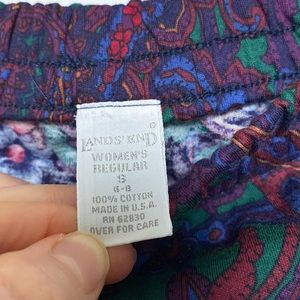 LANDS' END
WOMEN'S
REGULAR
S
6-8
100% COTTON
MADE IN U.S.A.
RN 62830
OVER FOR CARE